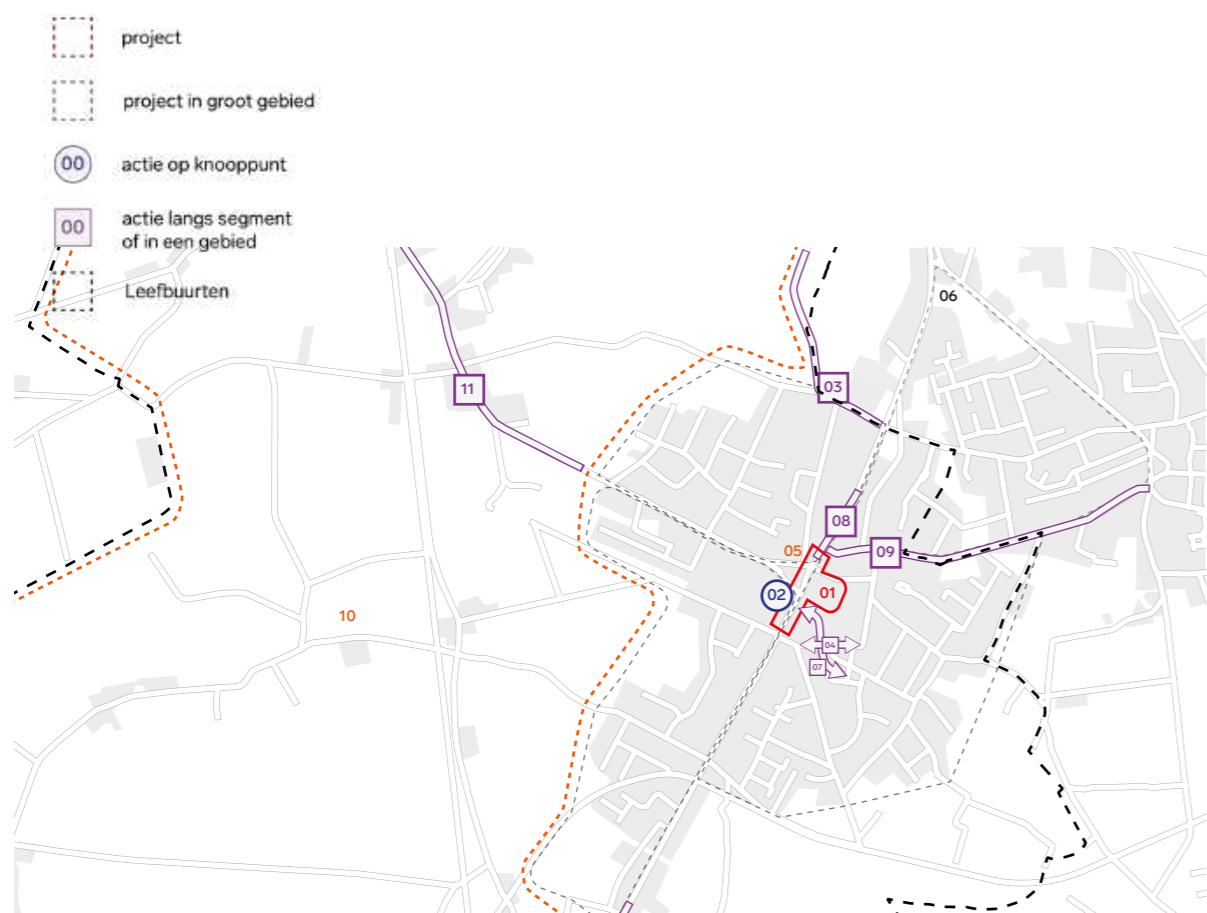 project
project in groot gebied
00
actie op knooppunt
00
actie langs segment
of in een gebied
Leefbuurten
06
11
03
08
05
09
02
01
10
04
07